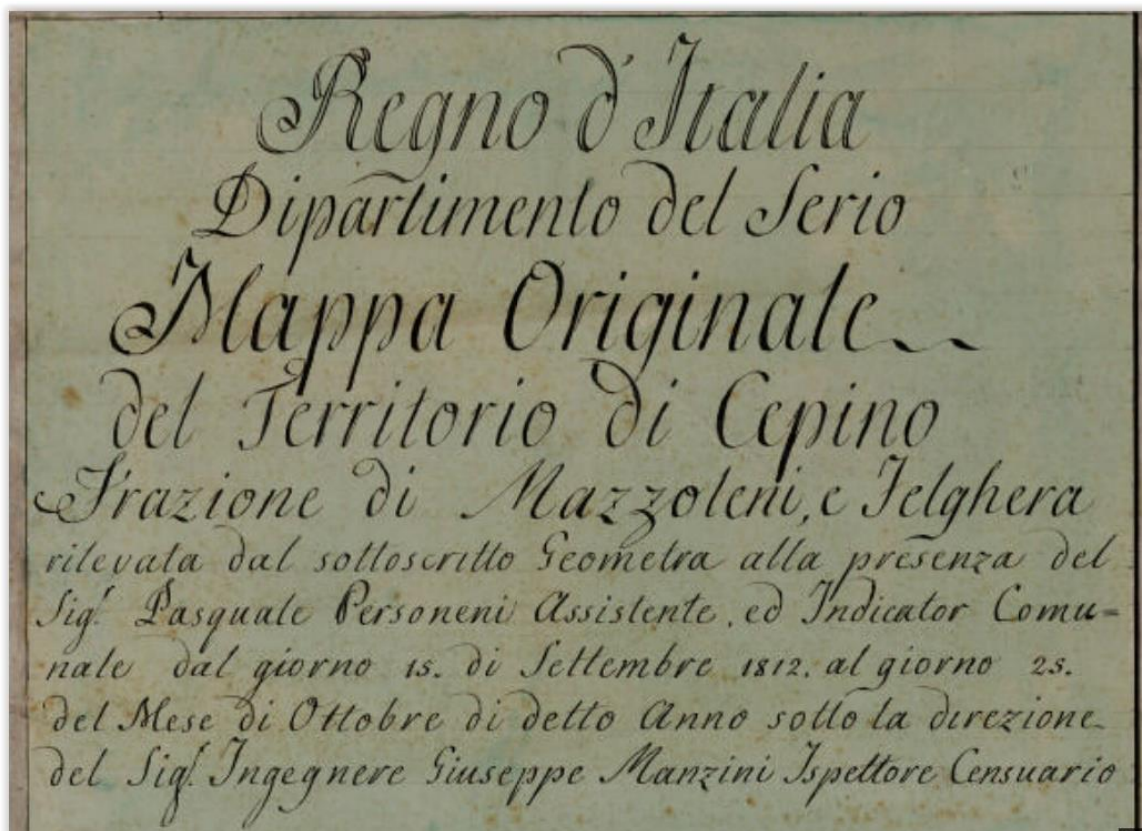 Regno d'Italia
Dipartimento del Serio
Mappa Originale
del Territorio di Cepino
Frazione di Mazzoleni, e Felghera
rilevata dal sottoscritto Geometra alla presenza del
Sig.r Pasquale Personeni Assistente, ed Indicator Comu=
nale dal giorno 15. di Settembre 1812. al giorno 25.
del Mese di Ottobre di detto Anno sotto la direzione
del Sig.r Ingegnere Giuseppe Manzini Ispettore Censuario